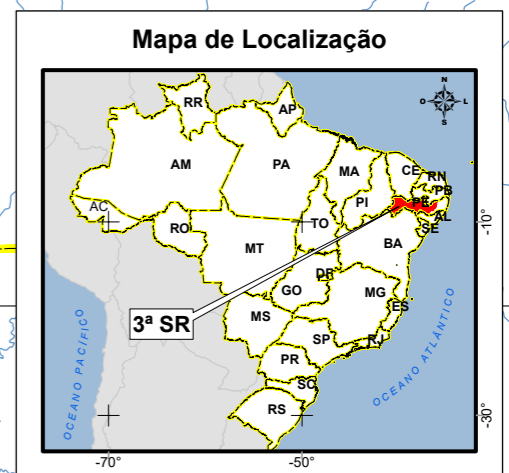 Mapa de Localização
N
O
L
S
RR
AP
AM
PA
MA
CE
RN
PB
PE
PI
AL
SE
AC
RO
TO
BA
MT
DF
GO
MG
ES
MS
SP
RJ
PR
SC
RS
3ª SR
OCEANO PACÍFICO
OCEANO ATLÂNTICO
-10°
-30°
-70°
-50°